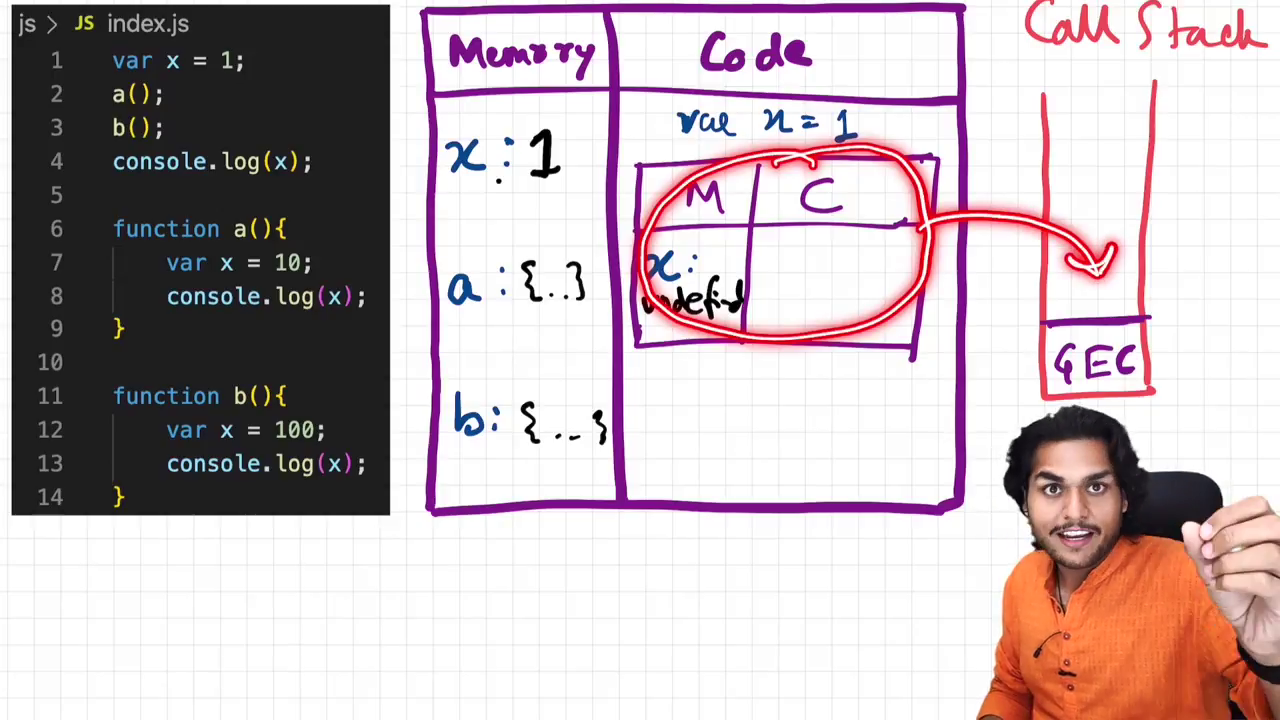 js > JS index.js
1 var x = 1;
2 a();
3 b();
4 console.log(x);
5
6 function a(){
7 var x = 10;
8 console.log(x);
9 }
10
11 function b(){
12 var x = 100;
13 console.log(x);
14 }
Memory
Code
x : 1
a : {..}
b : {...}
var x = 1
M
C
x :
undefind
Call Stack
GEC